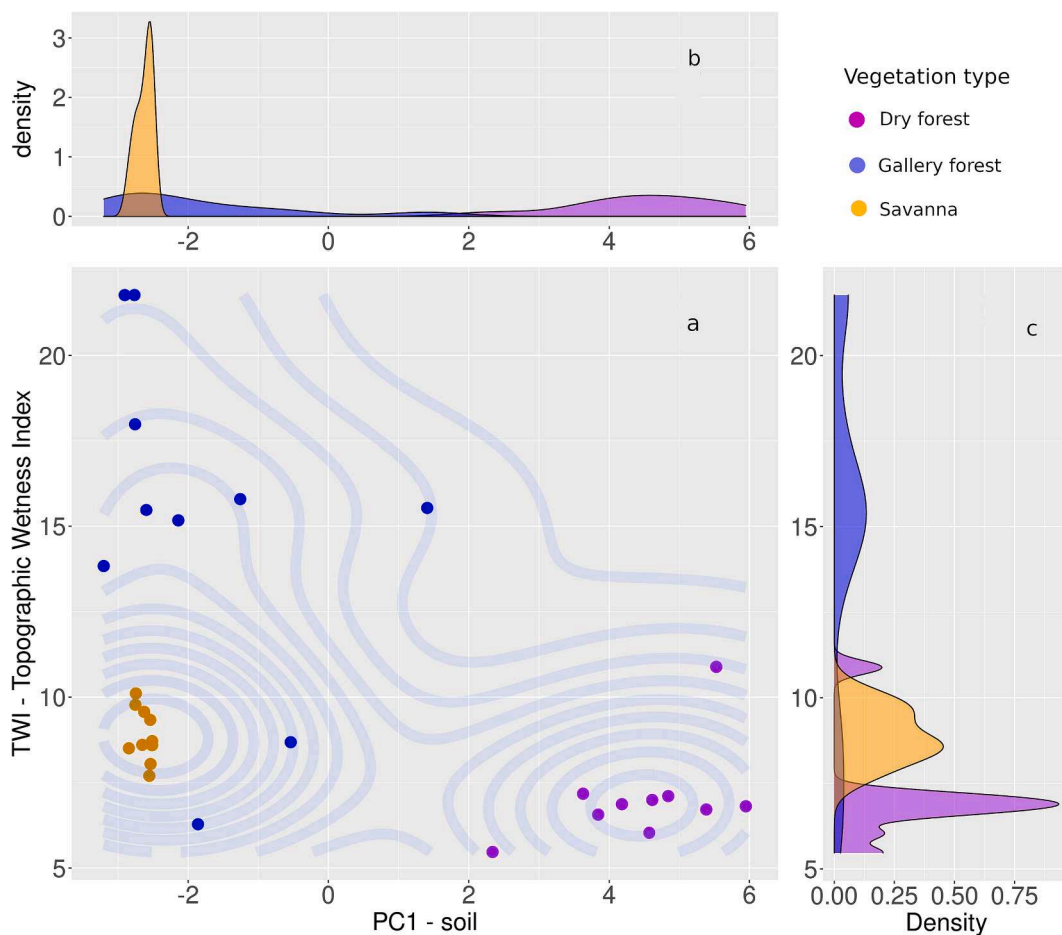 b
density
3
2
1
0
-2 0 2 4 6
Vegetation type
Dry forest
Gallery forest
Savanna
a
TWI - Topographic Wetness Index
20
15
10
5
-2 0 2 4 6
PC1 - soil
c
20
15
10
5
0.00 0.25 0.50 0.75
Density